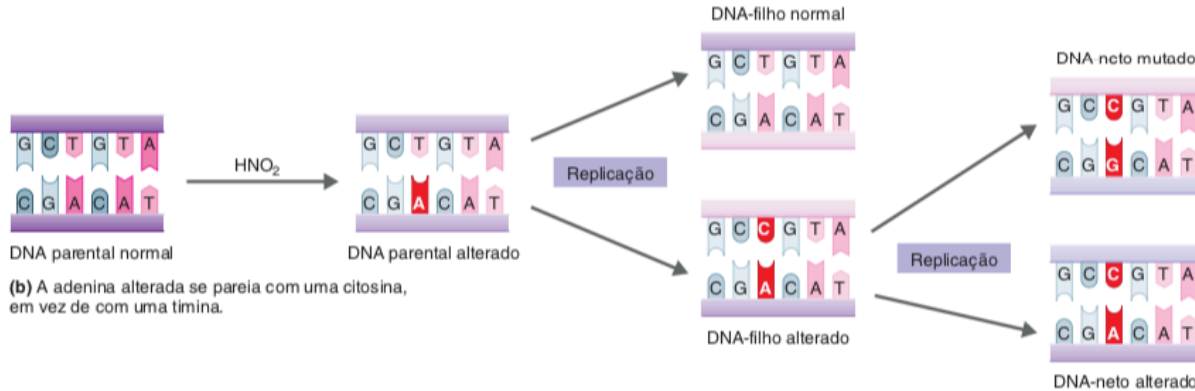 DNA-filho normal
G C T G T A
C G A C A T
DNA neto mutado
G C C G T A
C G G C A T
G C T G T A
C G A C A T
DNA parental normal
HNO2
G C T G T A
C G A C A T
DNA parental alterado
Replicação
(b) A adenina alterada se pareia com uma citosina,
em vez de com uma timina.
G C C G T A
C G A C A T
DNA-filho alterado
Replicação
G C C G T A
C G A C A T
DNA-neto alterado